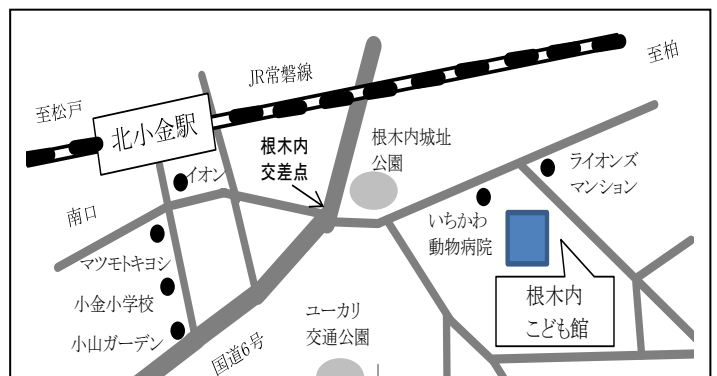 JR常磐線
至柏
至松戸
北小金駅
根木内
交差点
根木内城址
公園
ライオンズ
マンション
イオン
南口
いちかわ
動物病院
マツモトキヨシ
小金小学校
小山ガーデン
根木内
こども館
ユーカリ
交通公園
国道6号